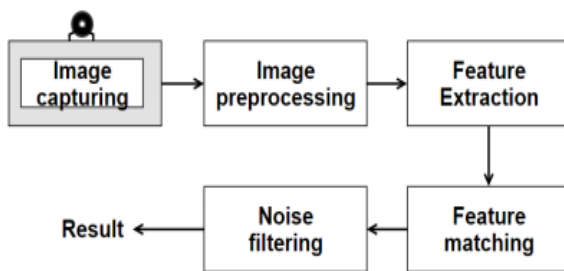 Image
capturing
Image
preprocessing
Feature
Extraction
Feature
matching
Noise
filtering
Result